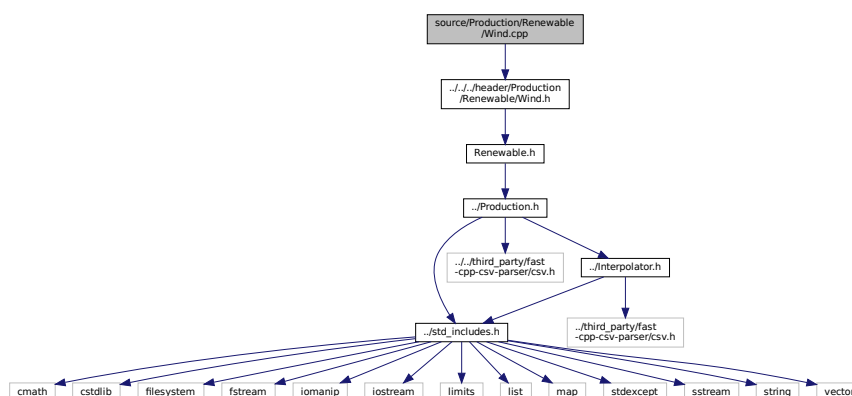 source/Production/Renewable
/Wind.cpp
../../../header/Production
/Renewable/Wind.h
Renewable.h
../Production.h
../../third_party/fast
-cpp-csv-parser/csv.h
../Interpolator.h
../std_includes.h
../third_party/fast
-cpp-csv-parser/csv.h
cmath
cstdlib
filesystem
fstream
iomanip
iostream
limits
list
map
stdexcept
sstream
string
vector